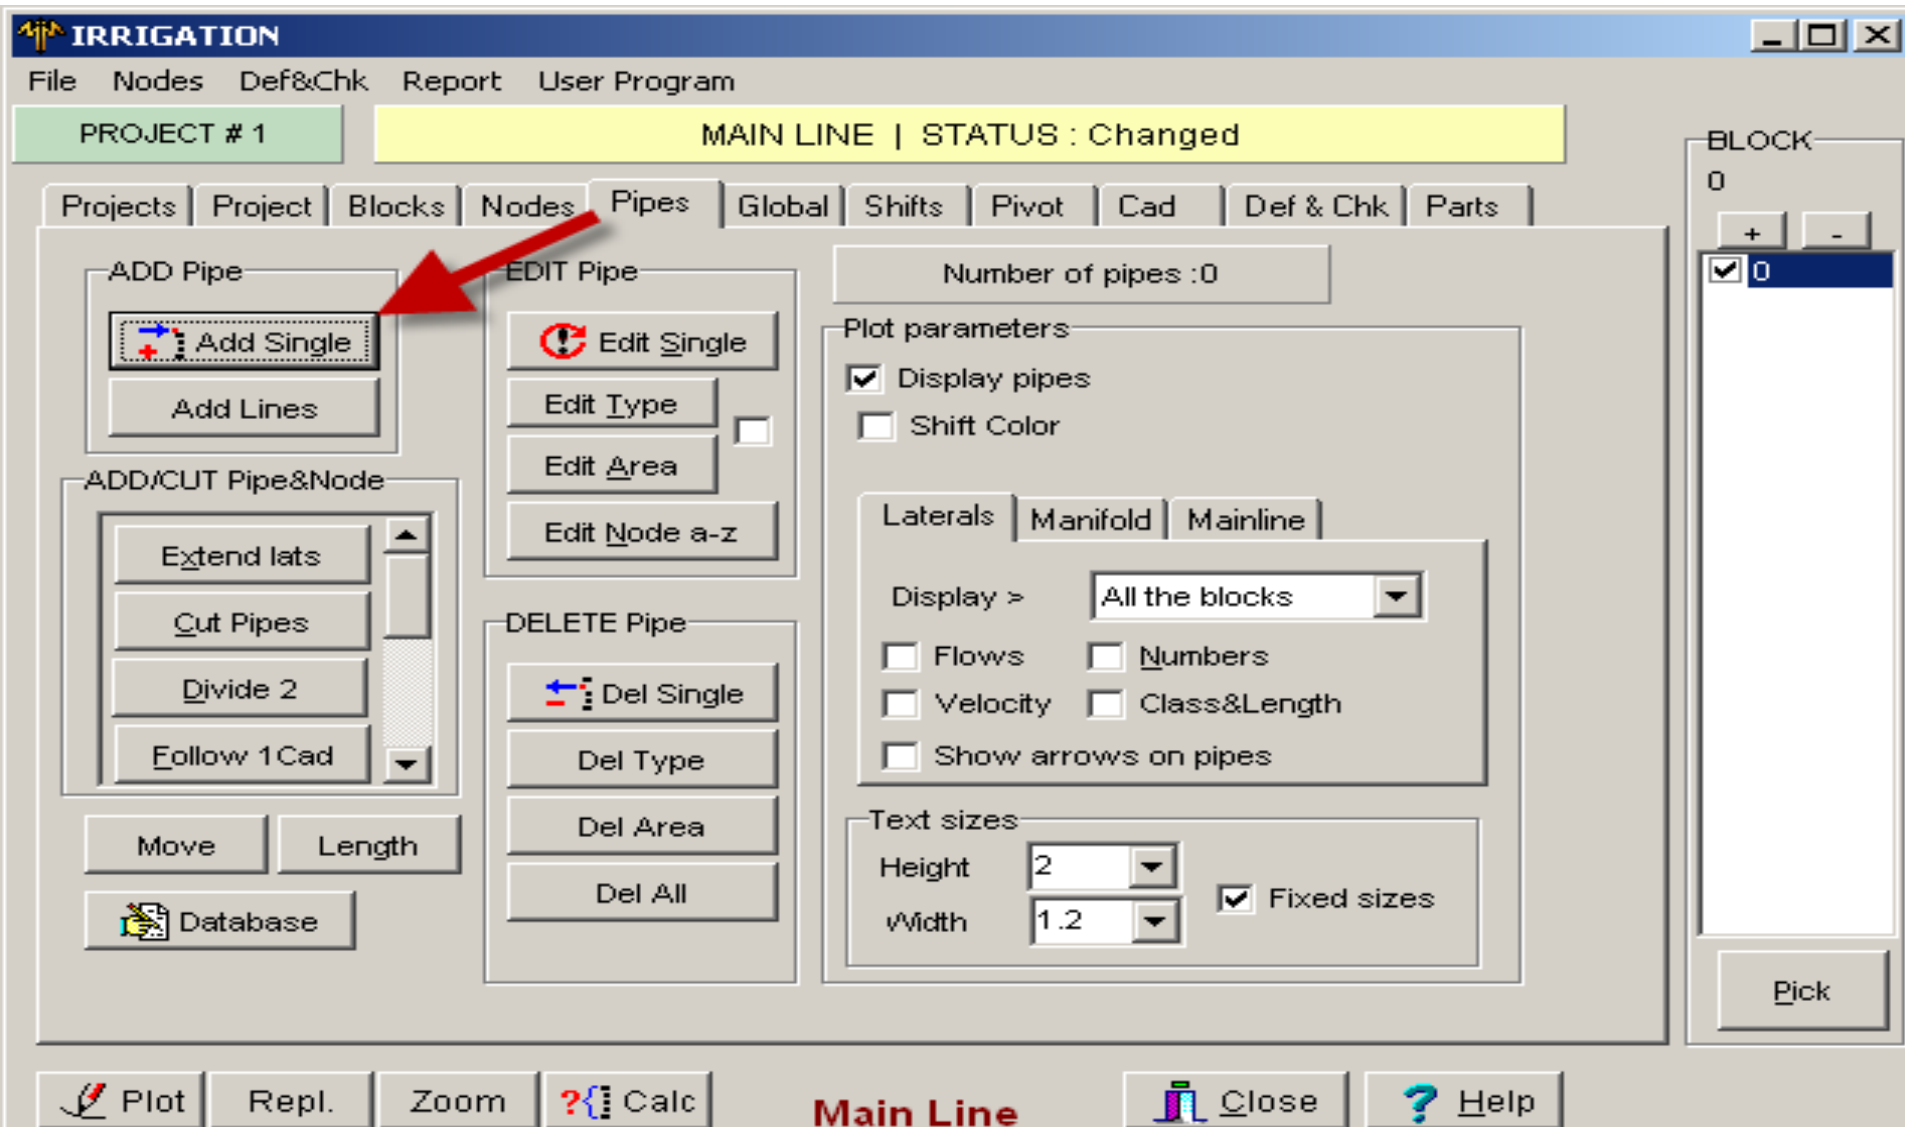 IRRIGATION
File Nodes Def&Chk Report User Program
PROJECT # 1
MAIN LINE | STATUS : Changed
BLOCK
0
+ -
0
Pick
Projects Project Blocks Nodes Pipes Global Shifts Pivot Cad Def & Chk Parts
ADD Pipe
Add Single
Add Lines
ADD/CUT Pipe&Node
Extend lats
Cut Pipes
Divide 2
Follow 1Cad
Move Length
Database
EDIT Pipe
Edit Single
Edit Type
Edit Area
Edit Node a-z
DELETE Pipe
Del Single
Del Type
Del Area
Del All
Number of pipes :0
Plot parameters
Display pipes
Shift Color
Laterals Manifold Mainline
Display > All the blocks
Flows Numbers
Velocity Class&Length
Show arrows on pipes
Text sizes
Height 2
Width 1.2
Fixed sizes
Plot Repl. Zoom Calc Main Line Close Help